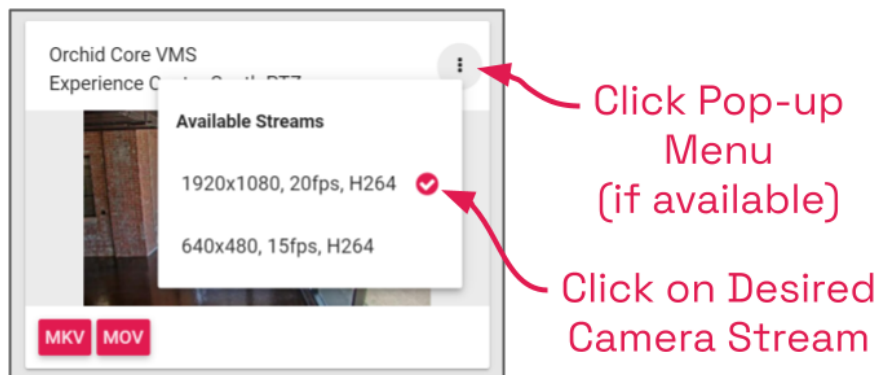 Orchid Core VMS
Experience
Available Streams
1920x1080, 20fps, H264
640x480, 15fps, H264
MKV MOV
Click Pop-up
Menu
(if available)
Click on Desired
Camera Stream